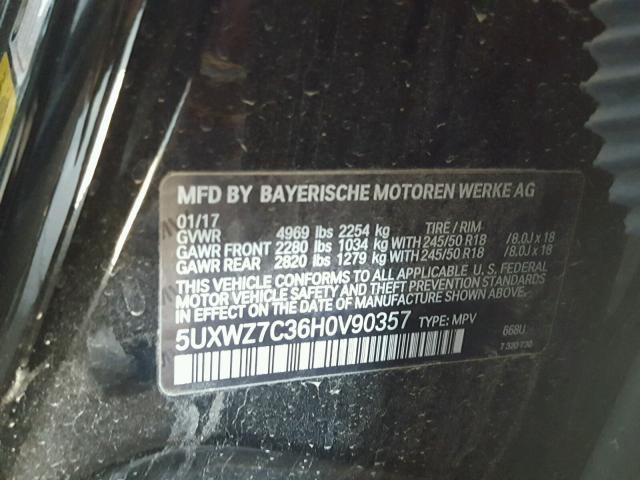 MFD BY BAYERISCHE MOTOREN WERKE AG
01/17 TIRE / RIM
GVWR 4969 lbs 2254 kg
GAWR FRONT 2280 lbs 1034 kg WITH 245/50 R18 /8.0J x 18
GAWR REAR 2820 lbs 1279 kg WITH 245/50 R18 /8.0J x 18
THIS VEHICLE CONFORMS TO ALL APPLICABLE U. S. FEDERAL
MOTOR VEHICLE SAFETY AND THEFT PREVENTION STANDARDS
IN EFFECT ON THE DATE OF MANUFACTURE SHOWN ABOVE.
5UXWZ7C36H0V90357 TYPE: MPV 668U
7 320 730